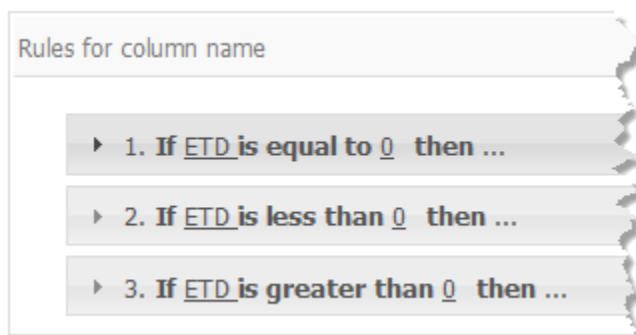 Rules for column name
1. If ETD is equal to 0 then ...
2. If ETD is less than 0 then ...
3. If ETD is greater than 0 then ...